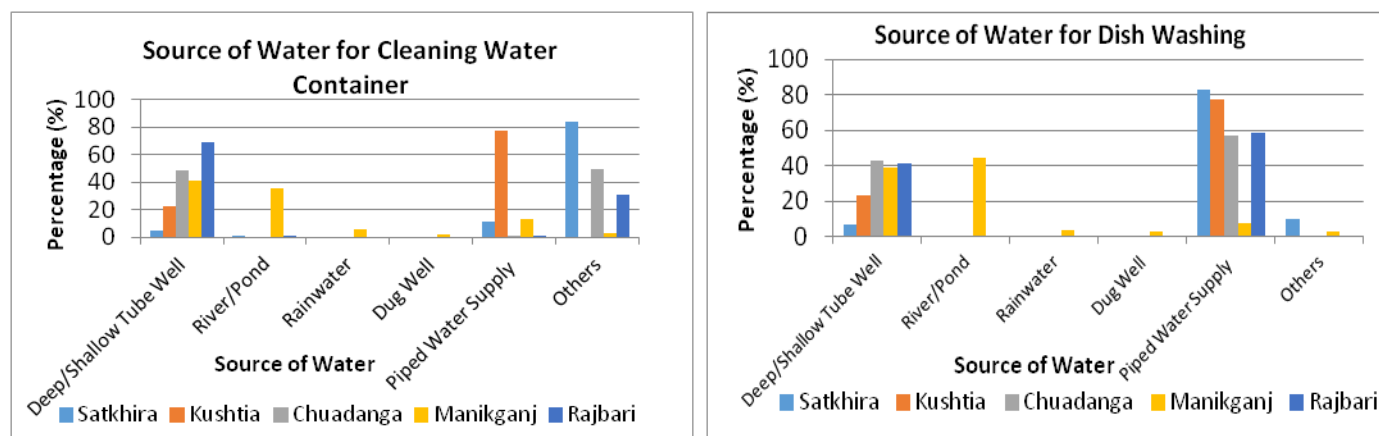 Source of Water for Cleaning Water
Container
Percentage (%)
100
80
60
40
20
0
Deep/Shallow Tube Well
River/Pond
Rainwater
Dug Well
Piped Water Supply
Others
Source of Water
Satkhira Kushtia Chuadanga Manikganj Rajbari
Source of Water for Dish Washing
Percentage (%)
100
80
60
40
20
0
Deep/Shallow Tube Well
River/Pond
Rainwater
Dug Well
Piped Water Supply
Others
Source of Water
Satkhira Kushtia Chuadanga Manikganj Rajbari